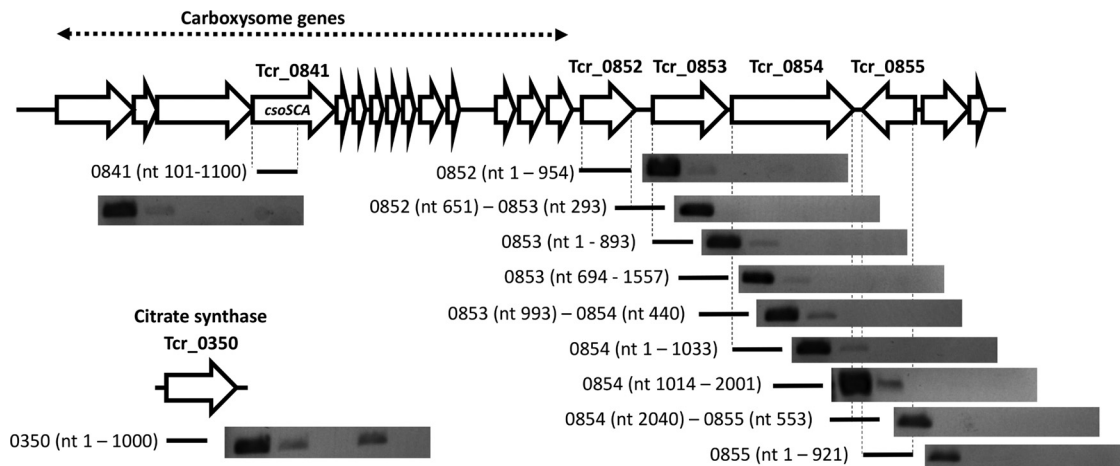 Carboxysome genes
Tcr_0841
Tcr_0852
Tcr_0853
Tcr_0854
Tcr_0855
csoSCA
0841 (nt 101-1100)
0852 (nt 1 – 954)
0852 (nt 651) – 0853 (nt 293)
0853 (nt 1 - 893)
0853 (nt 694 - 1557)
0853 (nt 993) – 0854 (nt 440)
0854 (nt 1 – 1033)
0854 (nt 1014 – 2001)
0854 (nt 2040) – 0855 (nt 553)
0855 (nt 1 – 921)
Citrate synthase
Tcr_0350
0350 (nt 1 – 1000)